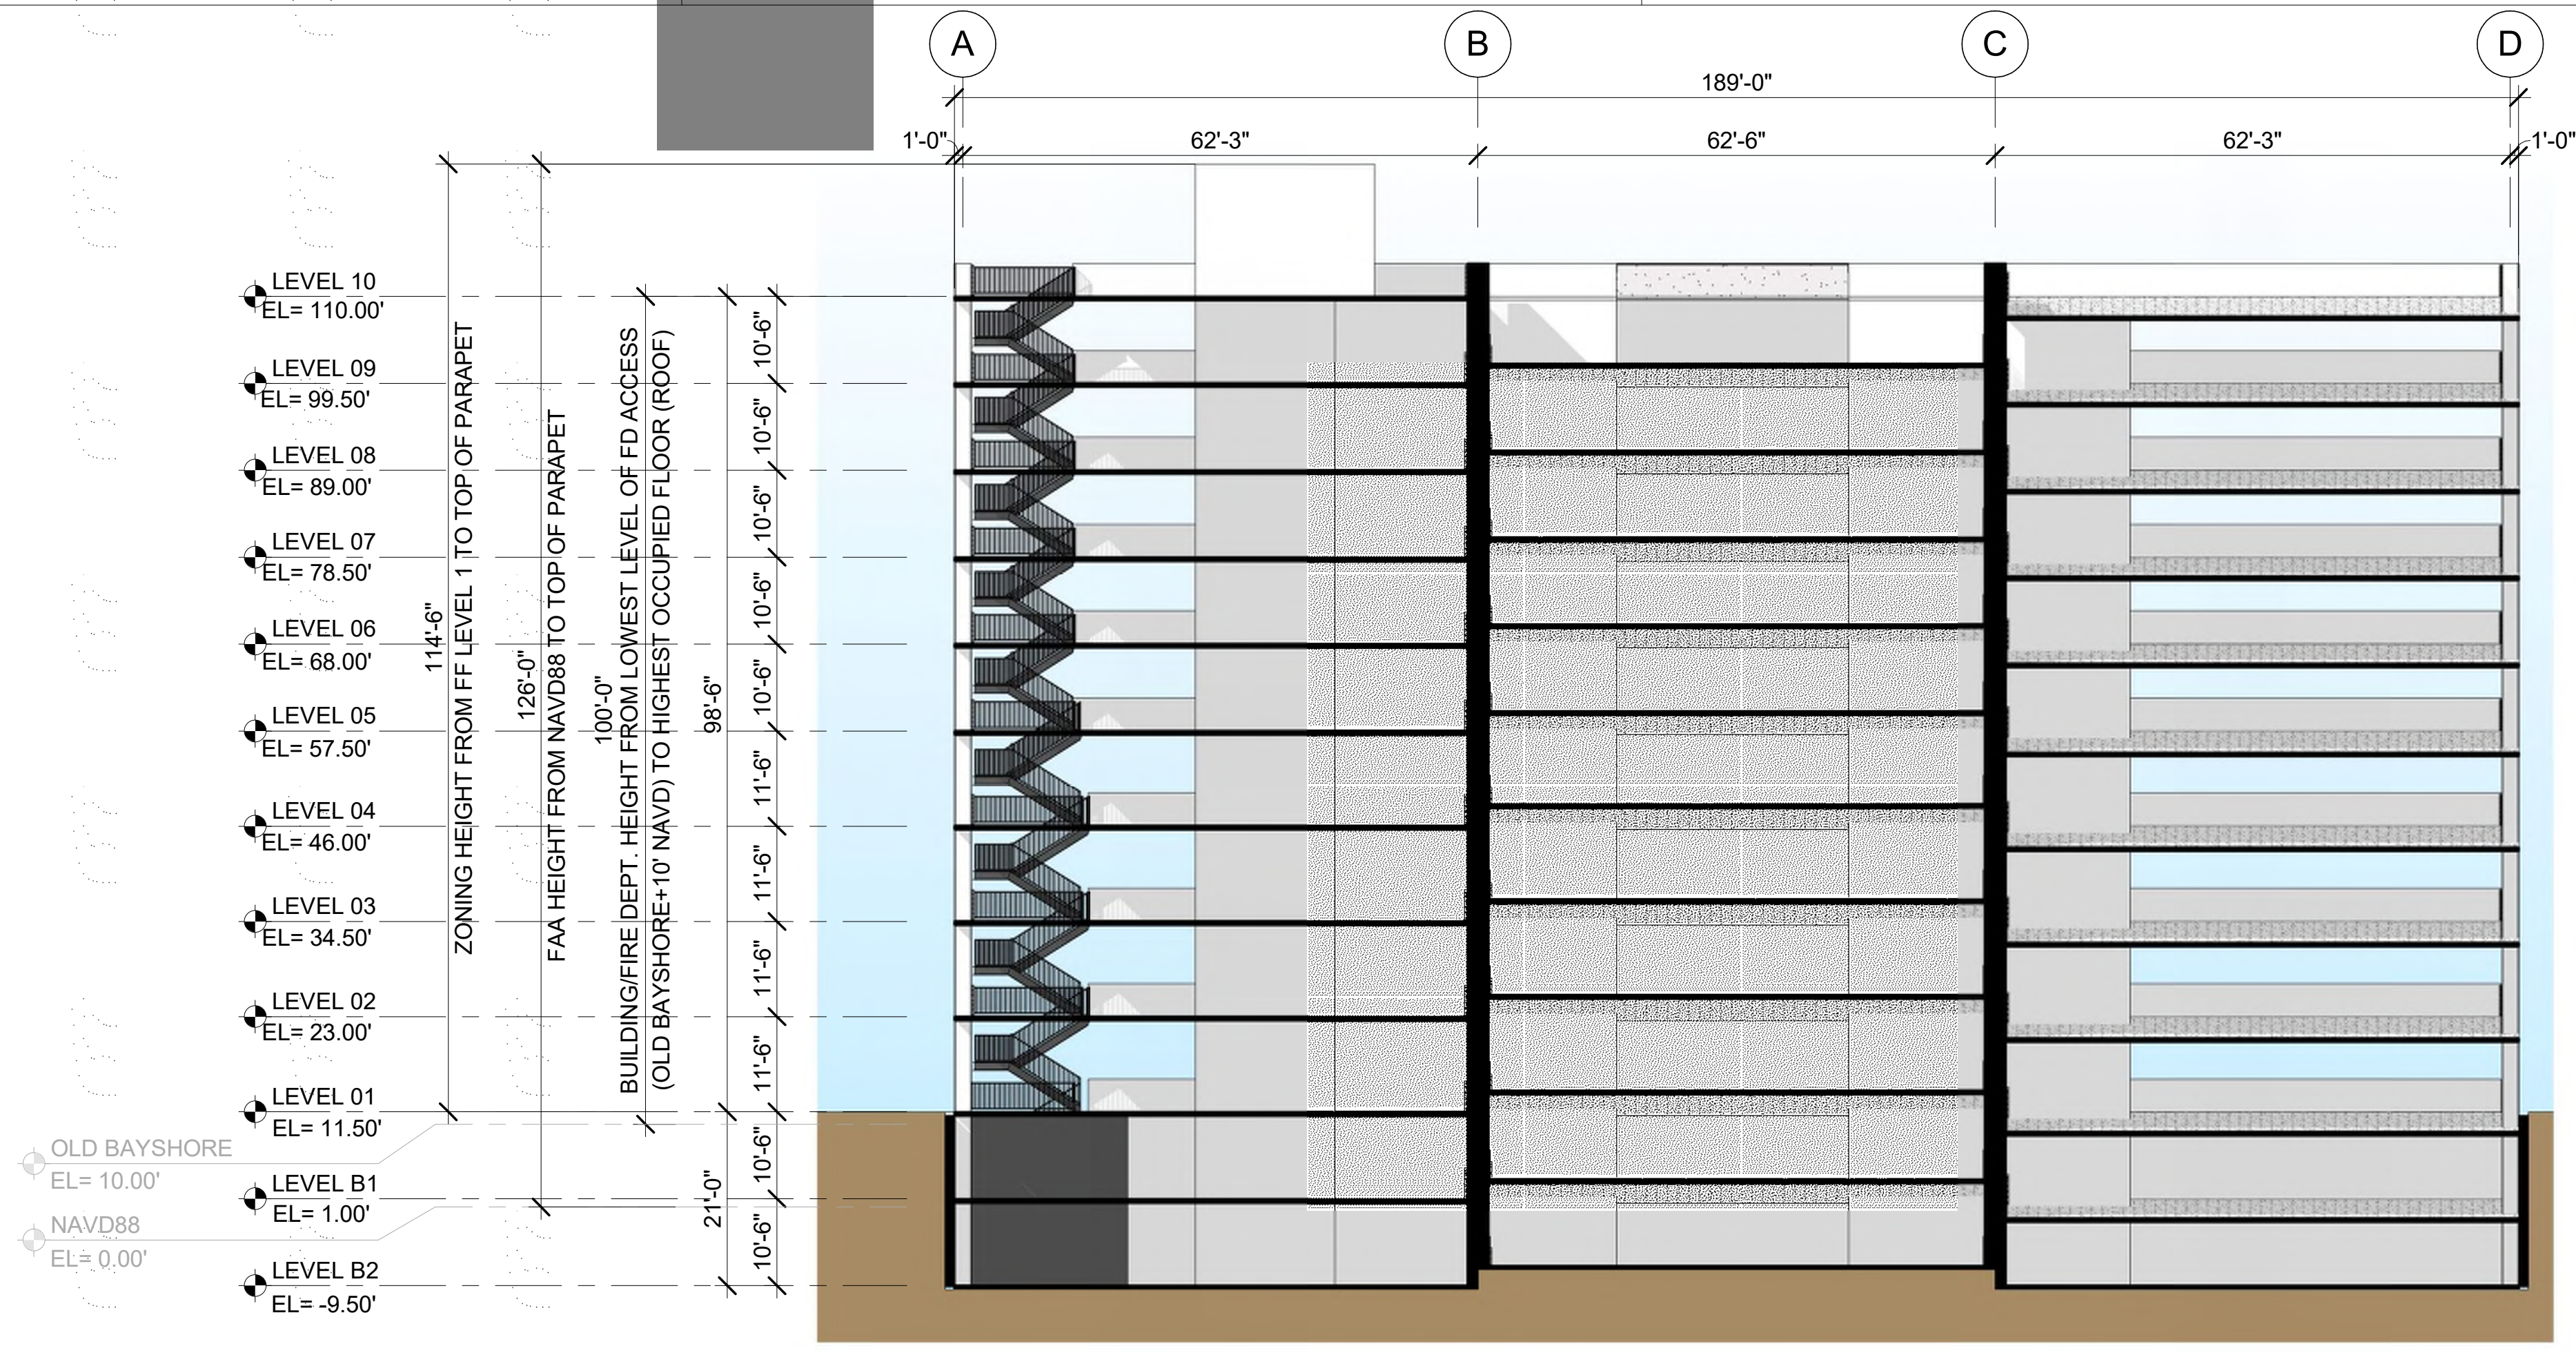 A
B
C
D
189'-0"
1'-0"
62'-3"
62'-6"
62'-3"
1'-0"
LEVEL 10
EL= 110.00'
LEVEL 09
EL= 99.50'
LEVEL 08
EL= 89.00'
LEVEL 07
EL= 78.50'
LEVEL 06
EL= 68.00'
LEVEL 05
EL= 57.50'
LEVEL 04
EL= 46.00'
LEVEL 03
EL= 34.50'
LEVEL 02
EL= 23.00'
LEVEL 01
EL= 11.50'
OLD BAYSHORE
EL= 10.00'
LEVEL B1
EL= 1.00'
NAVD88
EL= 0.00'
LEVEL B2
EL= -9.50'
114'-6"
ZONING HEIGHT FROM FF LEVEL 1 TO TOP OF PARAPET
126'-0"
FAA HEIGHT FROM NAVD88 TO TOP OF PARAPET
100'-0"
BUILDING/FIRE DEPT. HEIGHT FROM LOWEST LEVEL OF FD ACCESS
(OLD BAYSHORE+10' NAVD) TO HIGHEST OCCUPIED FLOOR (ROOF)
98'-6"
21'-0"
10'-6"
10'-6"
10'-6"
10'-6"
10'-6"
11'-6"
11'-6"
11'-6"
11'-6"
10'-6"
10'-6"